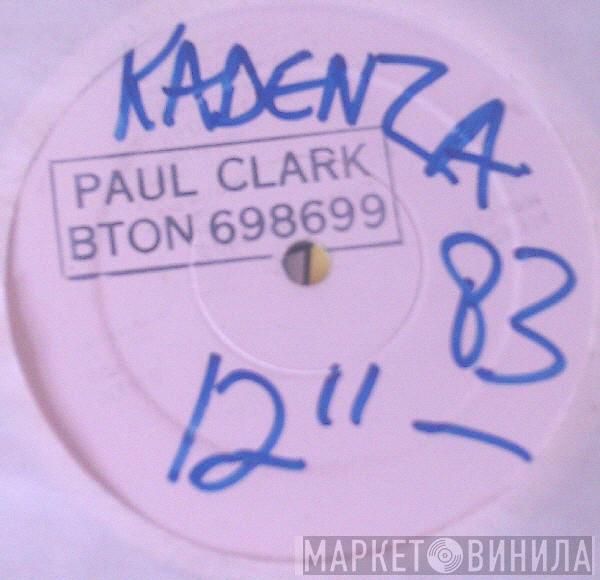 KADENZA
PAUL CLARK
BTON 698699
83
12" –
МАРКЕТ ВИНИЛА